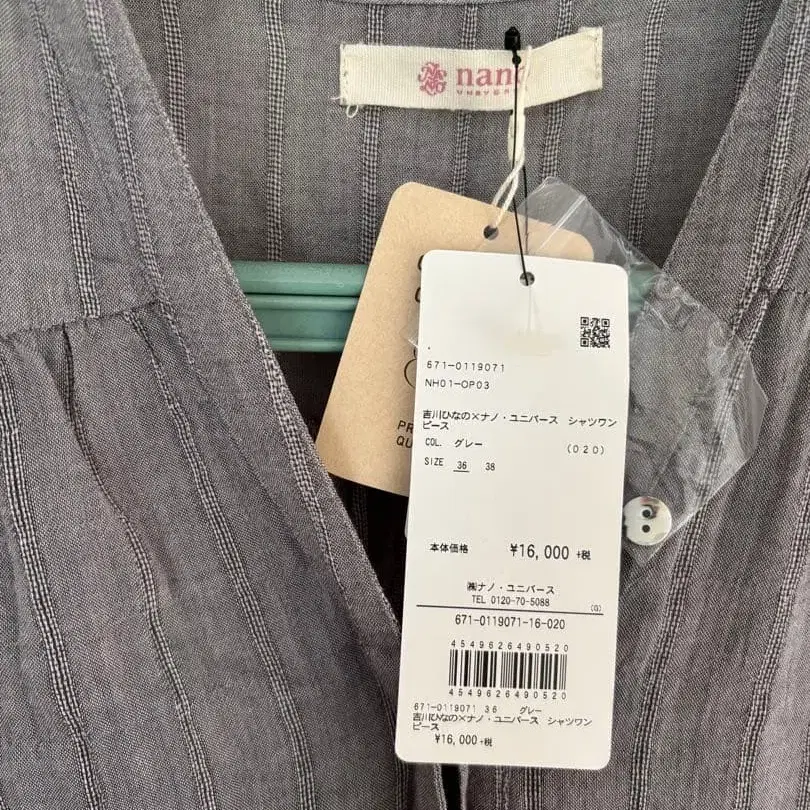 671-0119071
NH01-OP03
吉川ひなの×ナノ・ユニバース シャツワン
ピース
COL. グレー (020)
SIZE 36 38
本体価格 ¥16,000 +税
㈱ナノ・ユニバース
TEL 0120-70-5088
(G)
671-0119071-16-020
4549626490520
4549626490520
671-0119071 36 グレー
吉川ひなの×ナノ・ユニバース シャツワン
ピース
¥16,000 +税